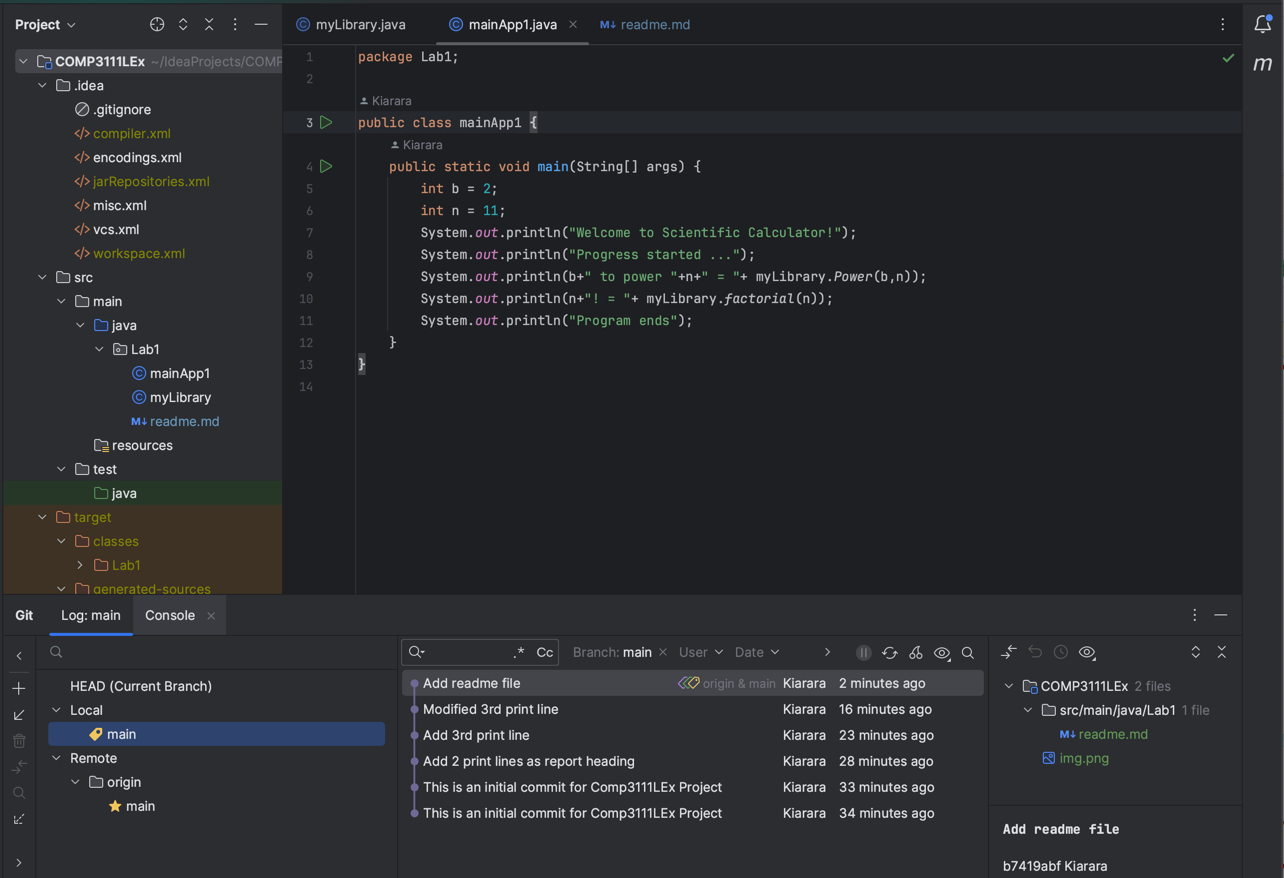 Project
myLibrary.java
mainApp1.java
M↓ readme.md
COMP3111LEx ~/IdeaProjects/COMP
.idea
.gitignore
</> compiler.xml
</> encodings.xml
</> jarRepositories.xml
</> misc.xml
</> vcs.xml
</> workspace.xml
src
main
java
Lab1
mainApp1
myLibrary
M↓ readme.md
resources
test
java
target
classes
Lab1
generated-sources
1 package Lab1;
2
Kiarara
3 public class mainApp1 {
Kiarara
4 public static void main(String[] args) {
5 int b = 2;
6 int n = 11;
7 System.out.println("Welcome to Scientific Calculator!");
8 System.out.println("Progress started ...");
9 System.out.println(b+" to power "+n+" = "+ myLibrary.Power(b,n));
10 System.out.println(n+"! = "+ myLibrary.factorial(n));
11 System.out.println("Program ends");
12 }
13 }
14
m
Git
Log: main
Console
HEAD (Current Branch)
Local
main
Remote
origin
main
.* Cc
Branch: main
User
Date
Add readme file origin & main Kiarara 2 minutes ago
Modified 3rd print line Kiarara 16 minutes ago
Add 3rd print line Kiarara 23 minutes ago
Add 2 print lines as report heading Kiarara 28 minutes ago
This is an initial commit for Comp3111LEx Project Kiarara 33 minutes ago
This is an initial commit for Comp3111LEx Project Kiarara 34 minutes ago
COMP3111LEx 2 files
src/main/java/Lab1 1 file
M↓ readme.md
img.png
Add readme file
b7419abf Kiarara